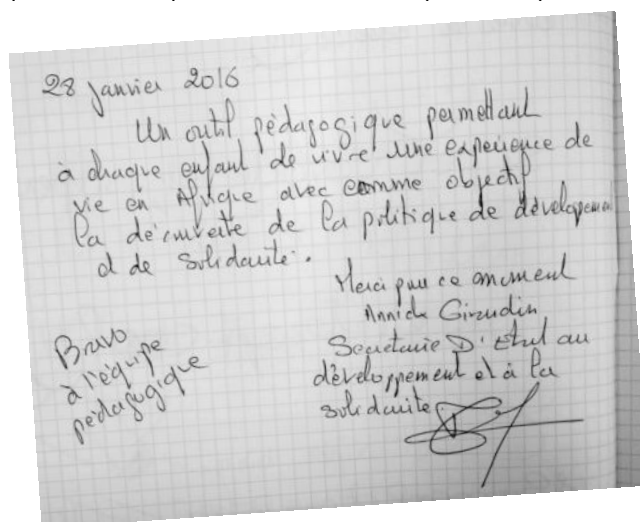 28 janvier 2016
Un outil pédagogique permettant
à chaque enfant de vivre une expérience de
vie en Afrique avec comme objectif
la découverte de la politique de développemen
et de solidarité.
Merci pour ce moment
Annick Girardin
Secrétaire D'Etat au
développement et à la
solidarité
Bravo
à l'équipe
pédagogique